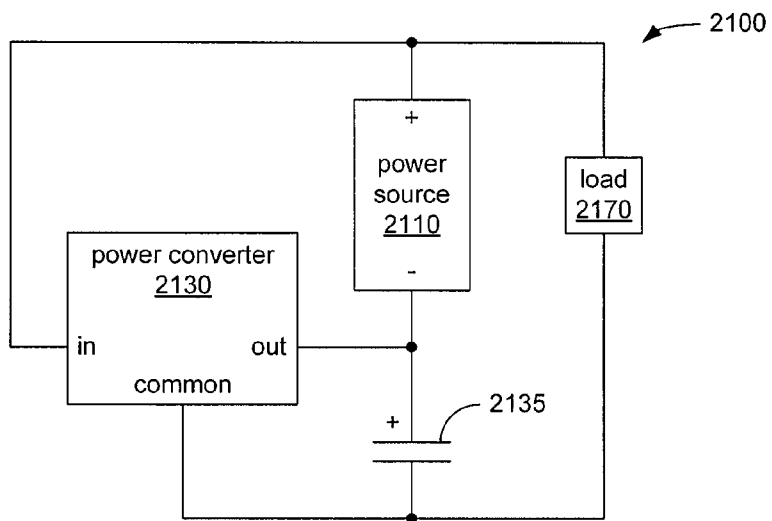 2100
+
power
source
2110
-
load
2170
power converter
2130
in
out
common
+
2135